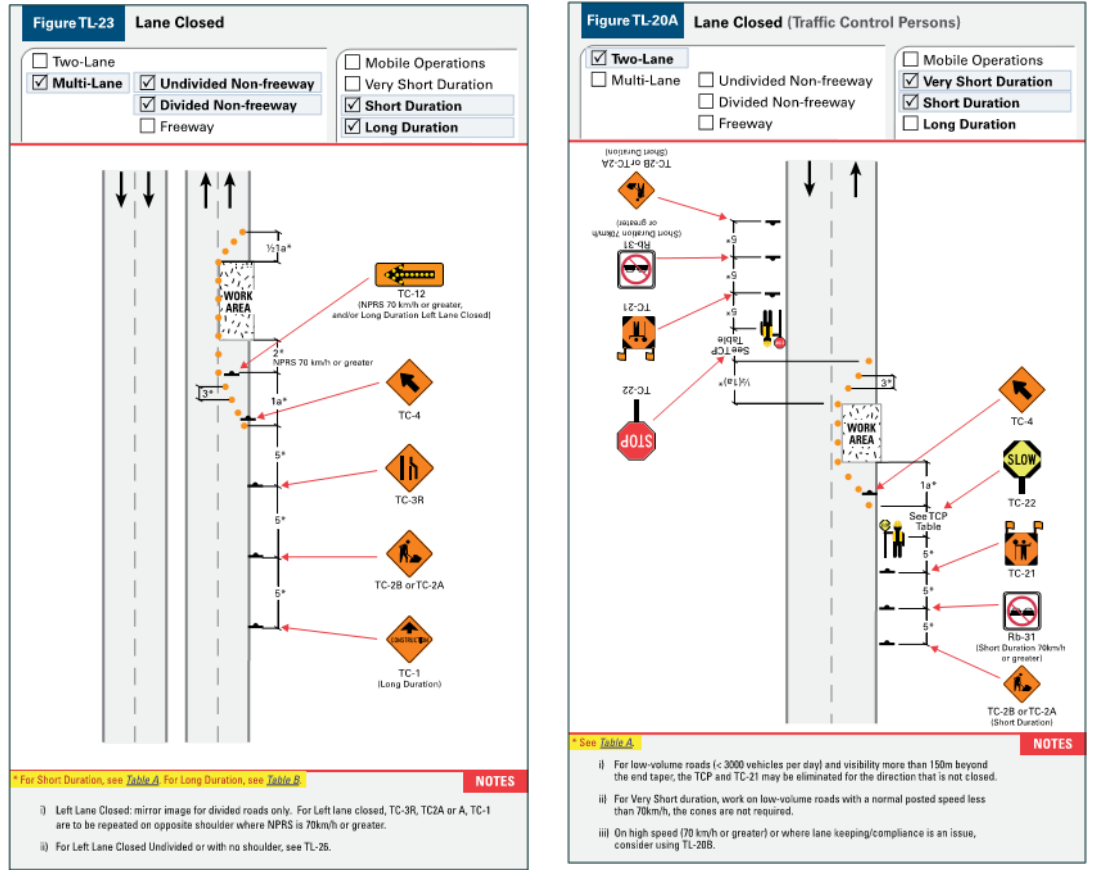 Figure TL-23
Lane Closed
Two-Lane
Multi-Lane
Undivided Non-freeway
Divided Non-freeway
Freeway
Mobile Operations
Very Short Duration
Short Duration
Long Duration
½1a*
WORK
AREA
TC-12
(NPRS 70 km/h or greater,
and/or Long Duration Left Lane Closed)
2*
NPRS 70 km/h or greater
3*
1a*
TC-4
5*
TC-3R
5*
TC-2B or TC-2A
5*
CONSTRUCTION
TC-1
(Long Duration)
* For Short Duration, see Table A. For Long Duration, see Table B.
NOTES
i) Left Lane Closed: mirror image for divided roads only. For Left lane closed, TC-3R, TC2A or A, TC-1
are to be repeated on opposite shoulder where NPRS is 70km/h or greater.
ii) For Left Lane Closed Undivided or with no shoulder, see TL-26.
Figure TL-20A
Lane Closed (Traffic Control Persons)
Two-Lane
Multi-Lane
Undivided Non-freeway
Divided Non-freeway
Freeway
Mobile Operations
Very Short Duration
Short Duration
Long Duration
(Short Duration)
TC-2B or TC-2A
5*
(Short Duration 70km/h
or greater)
Rb-31
5*
TC-21
5*
See TCP
Table
TC-22
½(1a)*
STOP
3*
WORK
AREA
TC-4
1a*
SLOW
TC-22
See TCP
Table
5*
TC-21
5*
Rb-31
(Short Duration 70km/h
or greater)
5*
TC-2B or TC-2A
(Short Duration)
* See Table A.
NOTES
i) For low-volume roads (< 3000 vehicles per day) and visibility more than 150m beyond
the end taper, the TCP and TC-21 may be eliminated for the direction that is not closed.
ii) For Very Short duration, work on low-volume roads with a normal posted speed less
than 70km/h, the cones are not required.
iii) On high speed (70 km/h or greater) or where lane keeping/compliance is an issue,
consider using TL-20B.